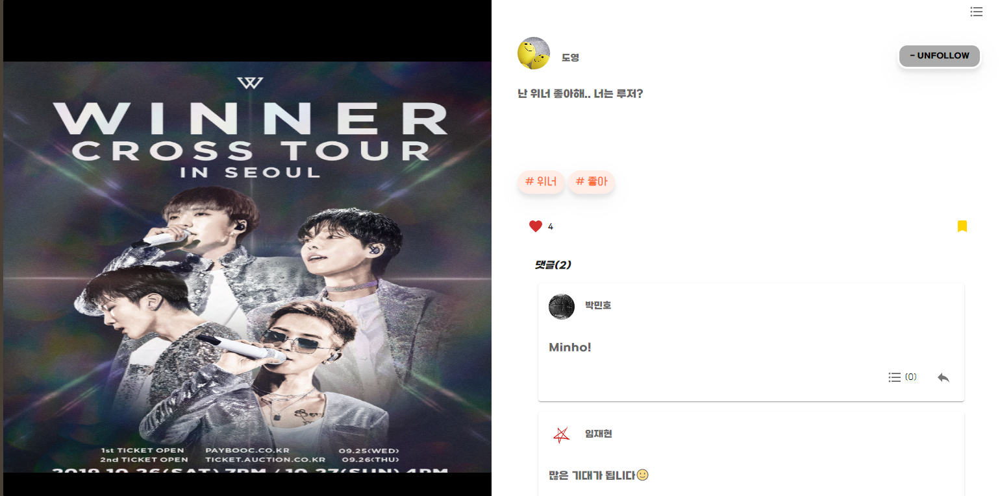 WINNER
CROSS TOUR
IN SEOUL
1st TICKET OPEN PAYBOOC.CO.KR 09.25(WED)
2nd TICKET OPEN TICKET.AUCTION.CO.KR 09.26(THU)
2019.10.26(SAT) 7PM / 10.27(SUN) 4PM
도영
- UNFOLLOW
난 위너 좋아해.. 너는 루저?
# 위너 # 좋아
4
댓글(2)
박민호
Minho!
(0)
임재현
많은 기대가 됩니다🙂